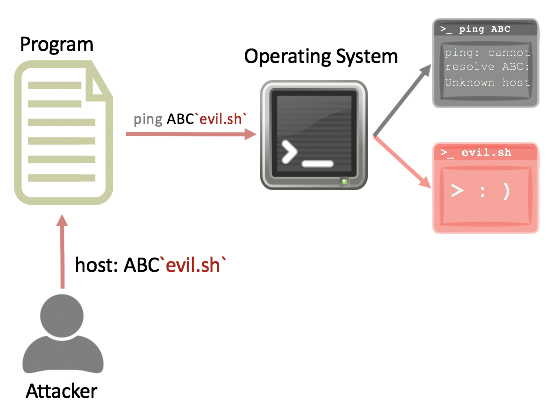 Program
Operating System
>_ ping ABC
ping: cannot
resolve ABC:
Unknown host
ping ABC`evil.sh`
>_ evil.sh
> : )
host: ABC`evil.sh`
Attacker